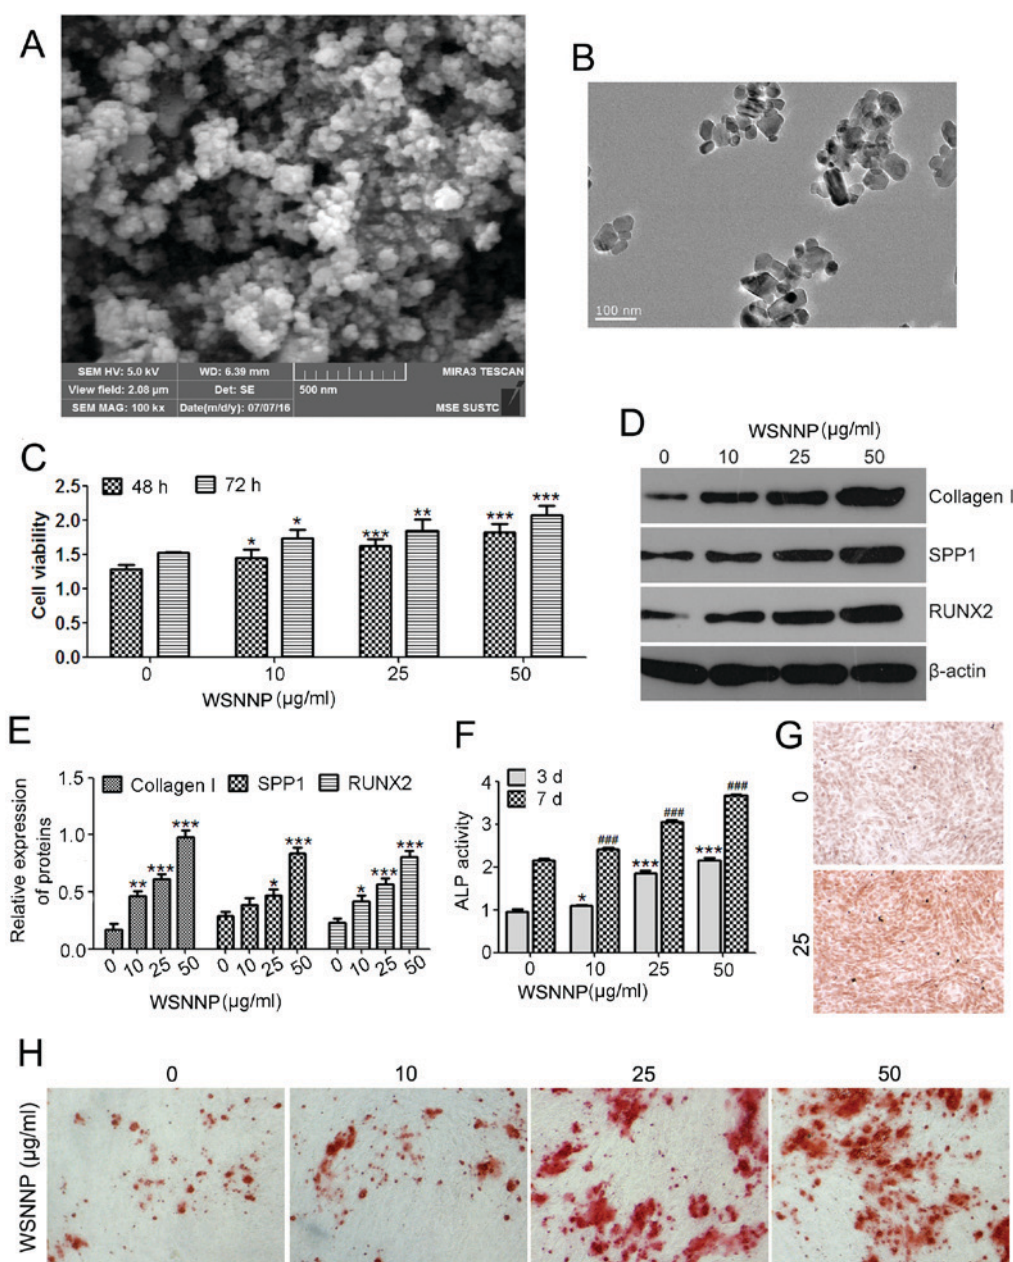 A
SEM HV: 5.0 kV WD: 6.39 mm MIRA3 TESCAN
View field: 2.08 µm Det: SE 500 nm
SEM MAG: 100 kx Date(m/d/y): 07/07/16 MSE SUSTC
B
100 nm
C
48 h 72 h
Cell viability
2.5
2.0
1.5
1.0
0.5
0.0
* * *** ** *** ***
0 10 25 50
WSNNP (µg/ml)
D
WSNNP (µg/ml)
0 10 25 50
Collagen I
SPP1
RUNX2
β-actin
E
Collagen I SPP1 RUNX2
Relative expression
of proteins
1.5
1.0
0.5
0.0
** *** *** * *** * *** ***
0 10 25 50 0 10 25 50 0 10 25 50
WSNNP (µg/ml)
F
3 d
7 d
ALP activity
4
3
2
1
0
* ### *** ### *** ###
0 10 25 50
WSNNP(µg/ml)
G
0
25
H
0 10 25 50
WSNNP (µg/ml)